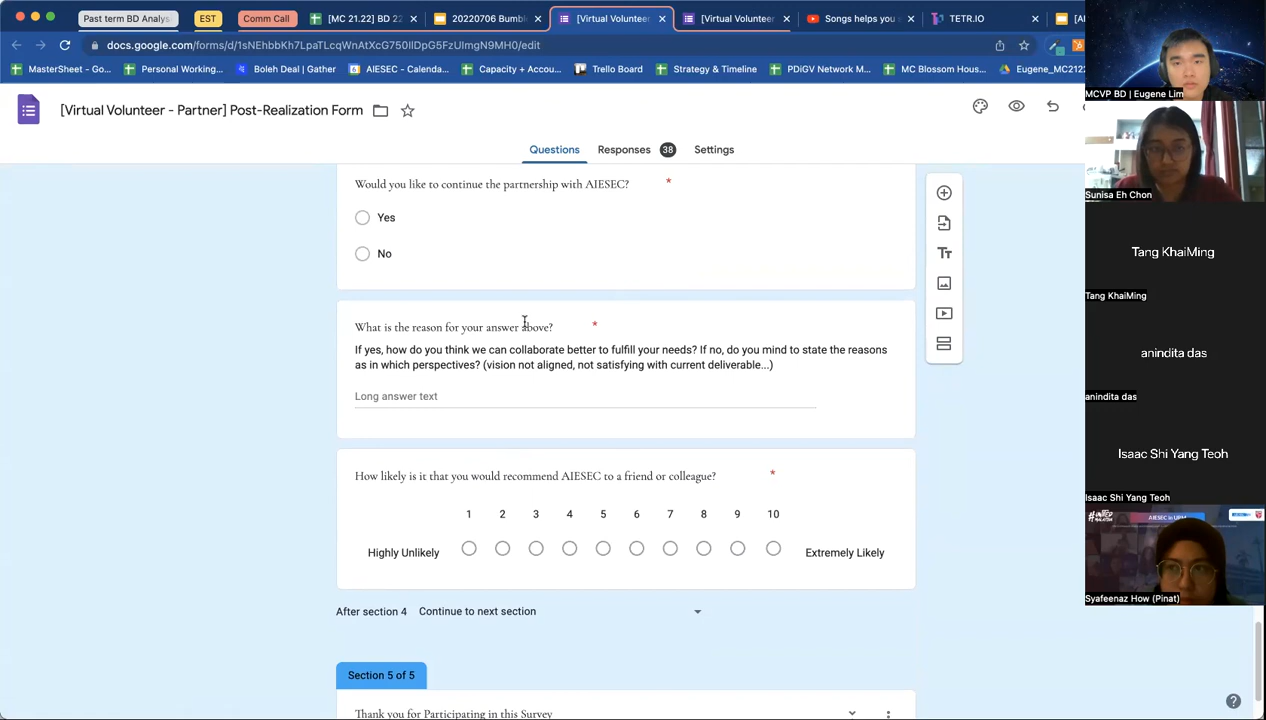 Past term BD Analys
EST
Comm Call
[MC 21.22] BD 22
20220706 Bumbl
[Virtual Volunteer
[Virtual Volunteer
Songs helps you
TETR.IO
docs.google.com/forms/d/1sNEhbbKh7LpaTLcqWnAtXcG750IlDpG5FzUlmgN9MH0/edit
MasterSheet - Go...
Personal Working...
Boleh Deal | Gather
AIESEC - Calenda...
Capacity + Accou...
Trello Board
Strategy & Timeline
PDiGV Network M...
MC Blossom Hous...
Eugene_MC2122
[Virtual Volunteer - Partner] Post-Realization Form
Questions
Responses 38
Settings
Would you like to continue the partnership with AIESEC? *
Yes
No
What is the reason for your answer above? *
If yes, how do you think we can collaborate better to fulfill your needs? If no, do you mind to state the reasons
as in which perspectives? (vision not aligned, not satisfying with current deliverable...)
Long answer text
How likely is it that you would recommend AIESEC to a friend or colleague? *
1 2 3 4 5 6 7 8 9 10
Highly Unlikely
Extremely Likely
After section 4 Continue to next section
Section 5 of 5
Thank you for Participating in this Survey
MCVP BD | Eugene Lim
Sunisa Eh Chon
Tang KhaiMing
Tang KhaiMing
anindita das
anindita das
Isaac Shi Yang Teoh
Isaac Shi Yang Teoh
AIESEC in UPM
Syafeenaz How (Pinat)